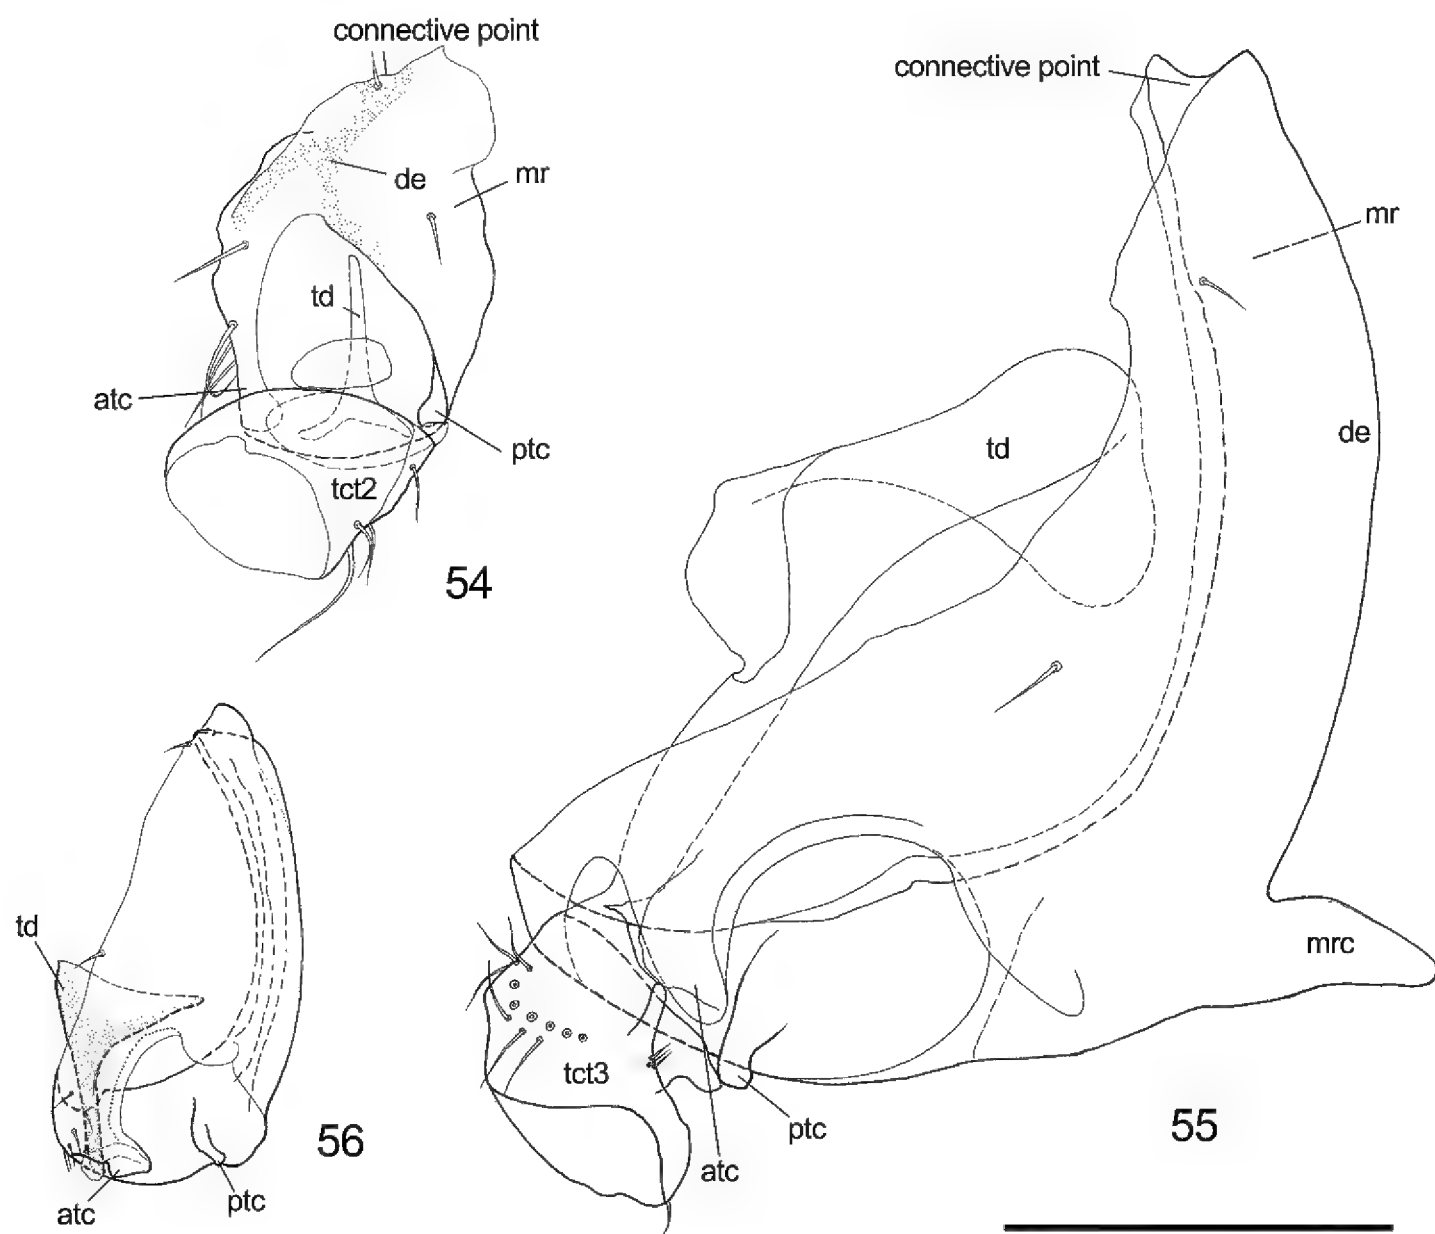 connective point
de
mr
td
atc
ptc
tct2
54
connective point
mr
de
td
mrc
tct3
ptc
atc
55
td
56
atc
ptc